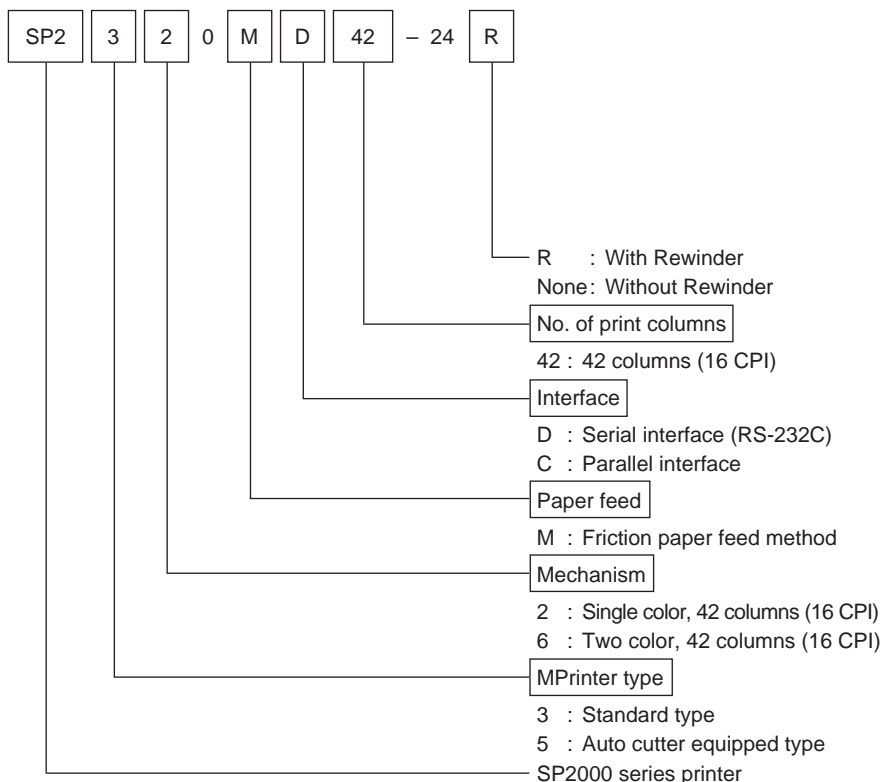 SP2 3 2 0 M D 42 – 24 R
R : With Rewinder
None: Without Rewinder
No. of print columns
42 : 42 columns (16 CPI)
Interface
D : Serial interface (RS-232C)
C : Parallel interface
Paper feed
M : Friction paper feed method
Mechanism
2 : Single color, 42 columns (16 CPI)
6 : Two color, 42 columns (16 CPI)
MPrinter type
3 : Standard type
5 : Auto cutter equipped type
SP2000 series printer